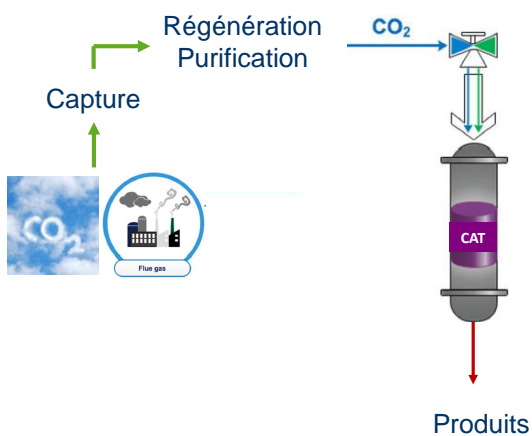 Régénération
Purification
CO₂
Capture
CO₂
Flue gas
CAT
Produits